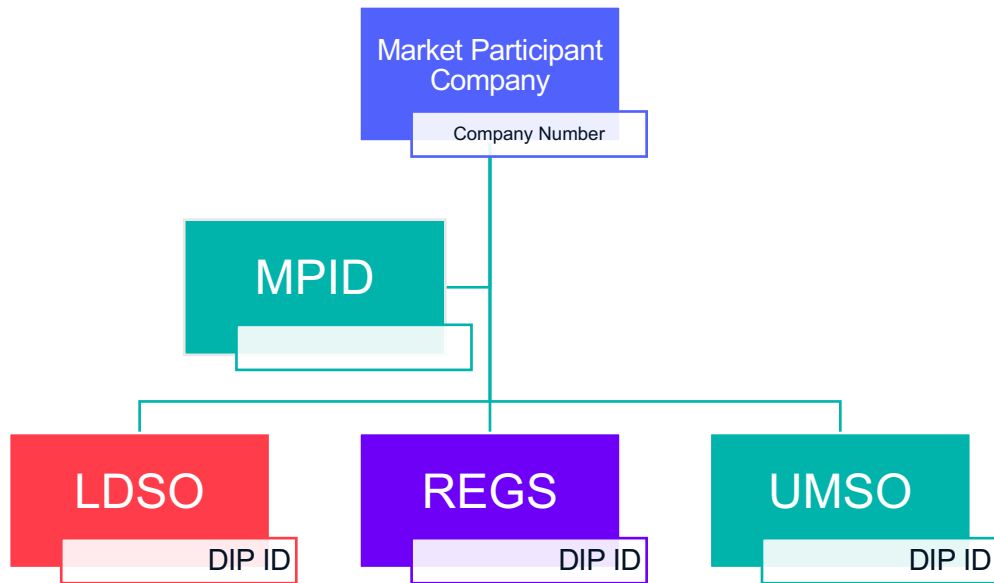 Market Participant
Company
Company Number
MPID
LDSO
DIP ID
REGS
DIP ID
UMSO
DIP ID